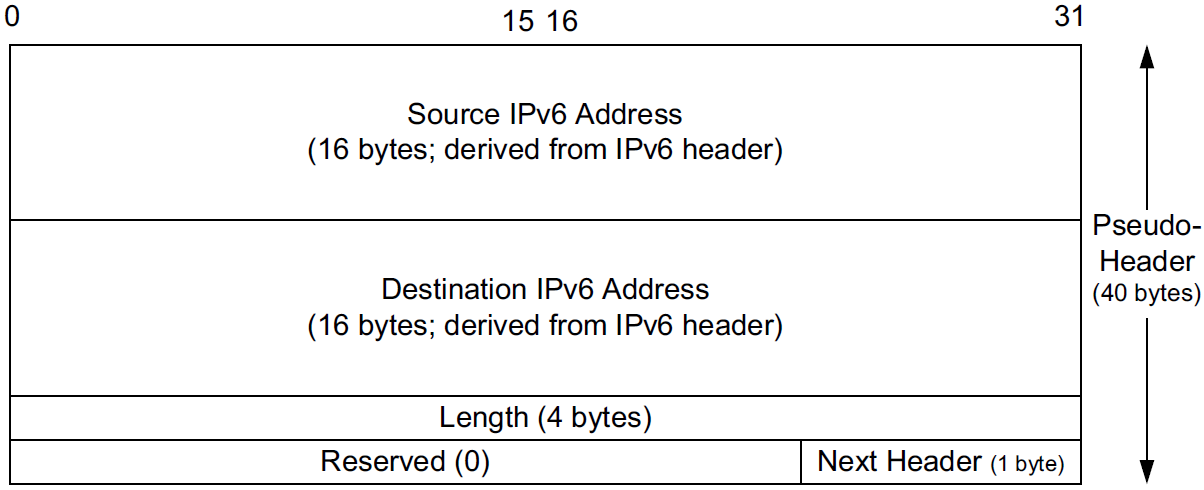 0 15 16 31
Source IPv6 Address
(16 bytes; derived from IPv6 header)
Destination IPv6 Address
(16 bytes; derived from IPv6 header)
Length (4 bytes)
Reserved (0) Next Header (1 byte)
Pseudo-
Header
(40 bytes)